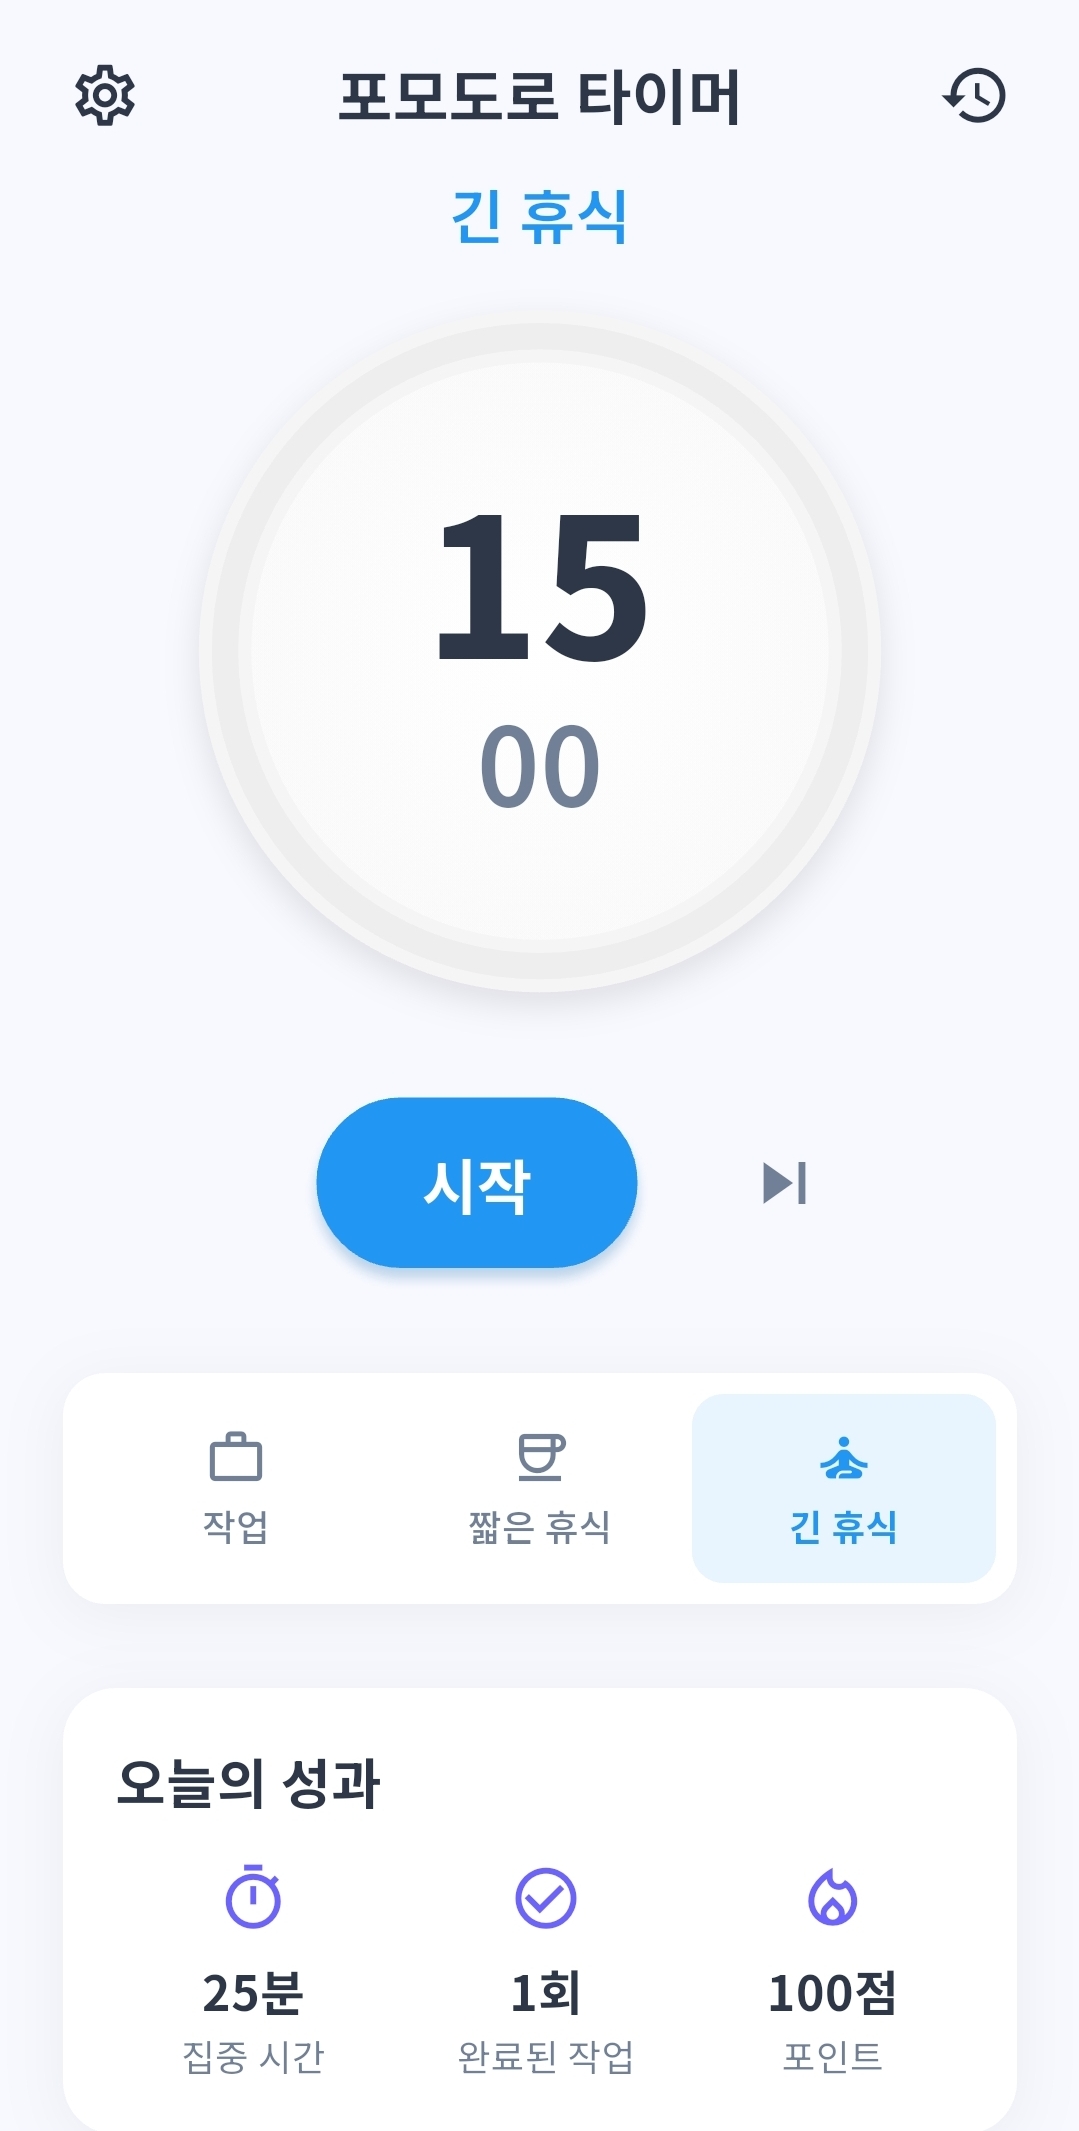 포모도로 타이머
긴 휴식
15
00
시작
작업
짧은 휴식
긴 휴식
오늘의 성과
25분
1회
100점
집중 시간
완료된 작업
포인트